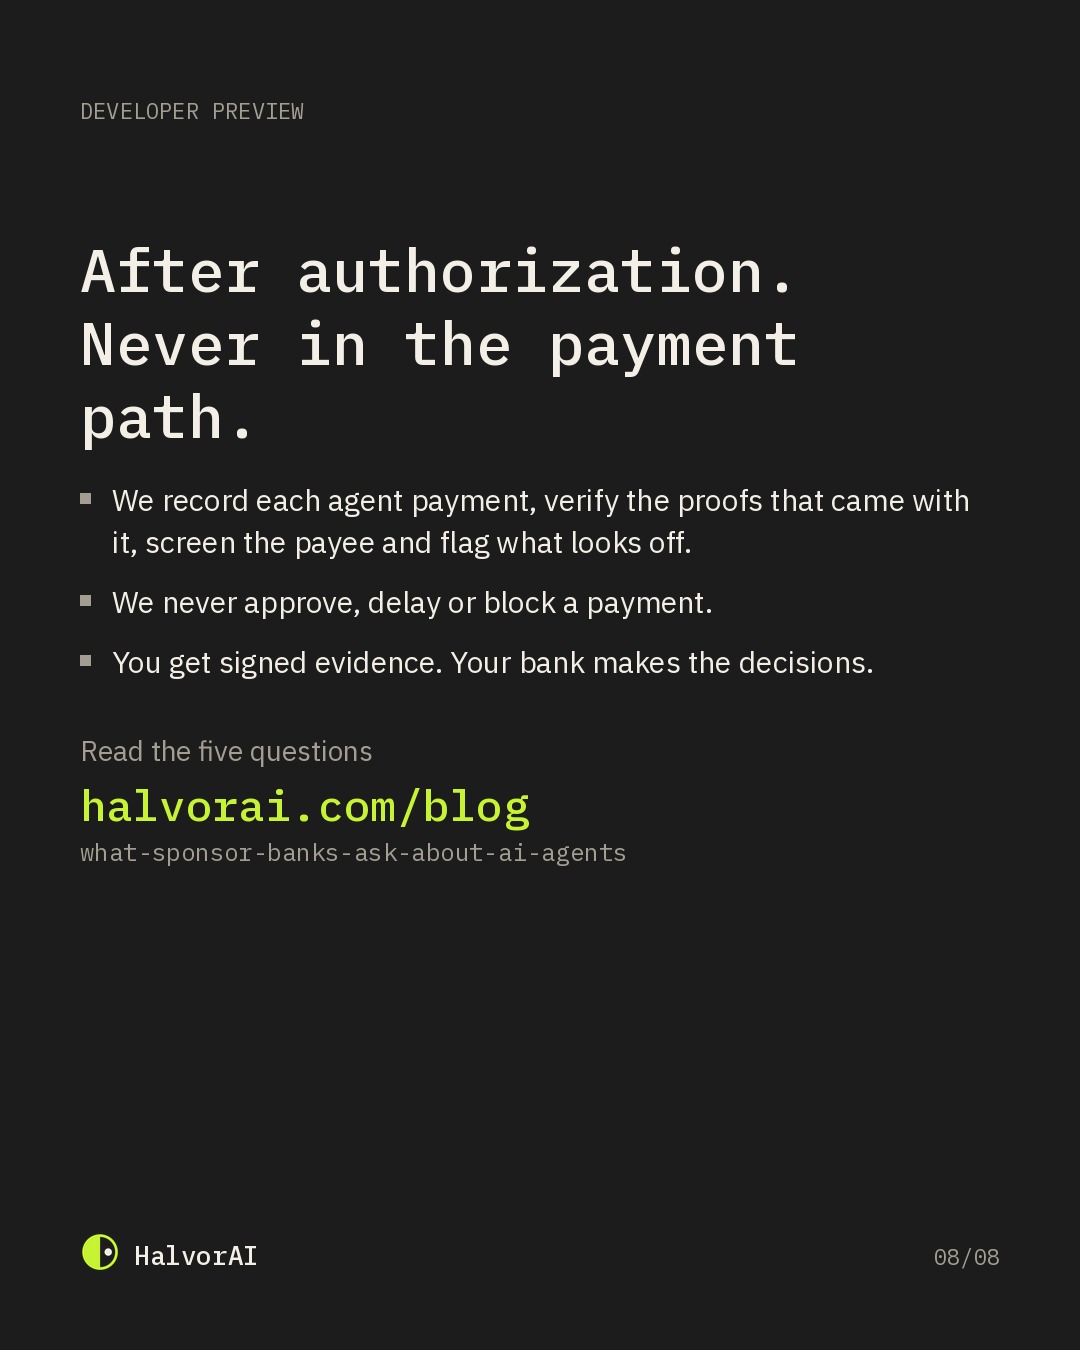 DEVELOPER PREVIEW
After authorization.
Never in the payment
path.
We record each agent payment, verify the proofs that came with
it, screen the payee and flag what looks off.
We never approve, delay or block a payment.
You get signed evidence. Your bank makes the decisions.
Read the five questions
halvorai.com/blog
what-sponsor-banks-ask-about-ai-agents
HalvorAI
08/08